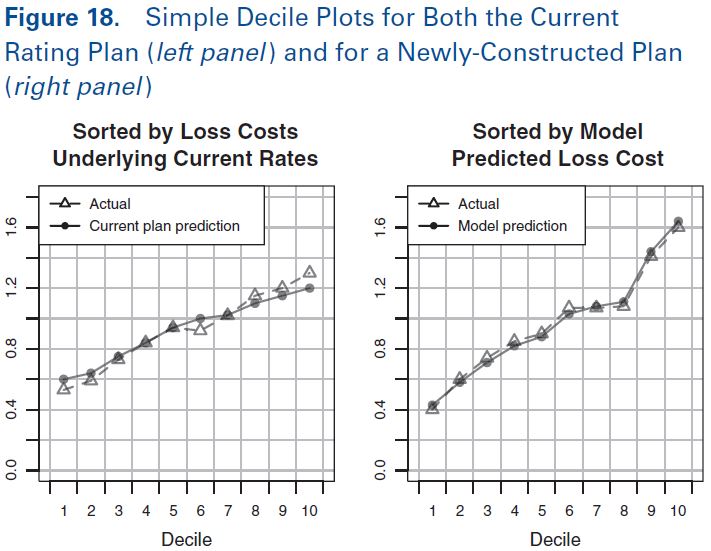 Figure 18. Simple Decile Plots for Both the Current
Rating Plan (left panel) and for a Newly-Constructed Plan
(right panel)
Sorted by Loss Costs
Underlying Current Rates
Actual
Current plan prediction
1.6
1.2
0.8
0.4
0.0
1 2 3 4 5 6 7 8 9 10
Decile
Sorted by Model
Predicted Loss Cost
Actual
Model prediction
1.6
1.2
0.8
0.4
0.0
1 2 3 4 5 6 7 8 9 10
Decile